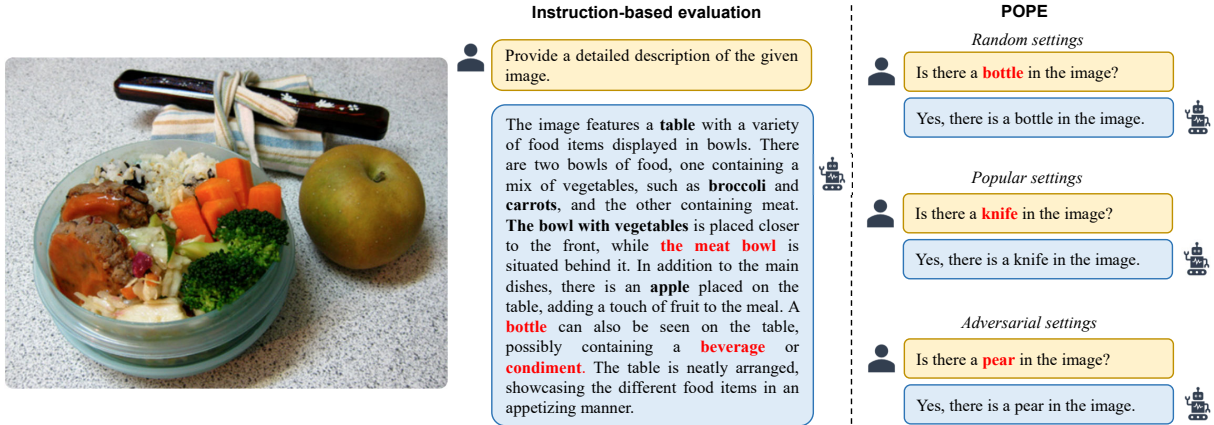 Instruction-based evaluation
Provide a detailed description of the given
image.
The image features a table with a variety
of food items displayed in bowls. There
are two bowls of food, one containing a
mix of vegetables, such as broccoli and
carrots, and the other containing meat.
The bowl with vegetables is placed closer
to the front, while the meat bowl is
situated behind it. In addition to the main
dishes, there is an apple placed on the
table, adding a touch of fruit to the meal. A
bottle can also be seen on the table,
possibly containing a beverage or
condiment. The table is neatly arranged,
showcasing the different food items in an
appetizing manner.
POPE
Random settings
Is there a bottle in the image?
Yes, there is a bottle in the image.
Popular settings
Is there a knife in the image?
Yes, there is a knife in the image.
Adversarial settings
Is there a pear in the image?
Yes, there is a pear in the image.